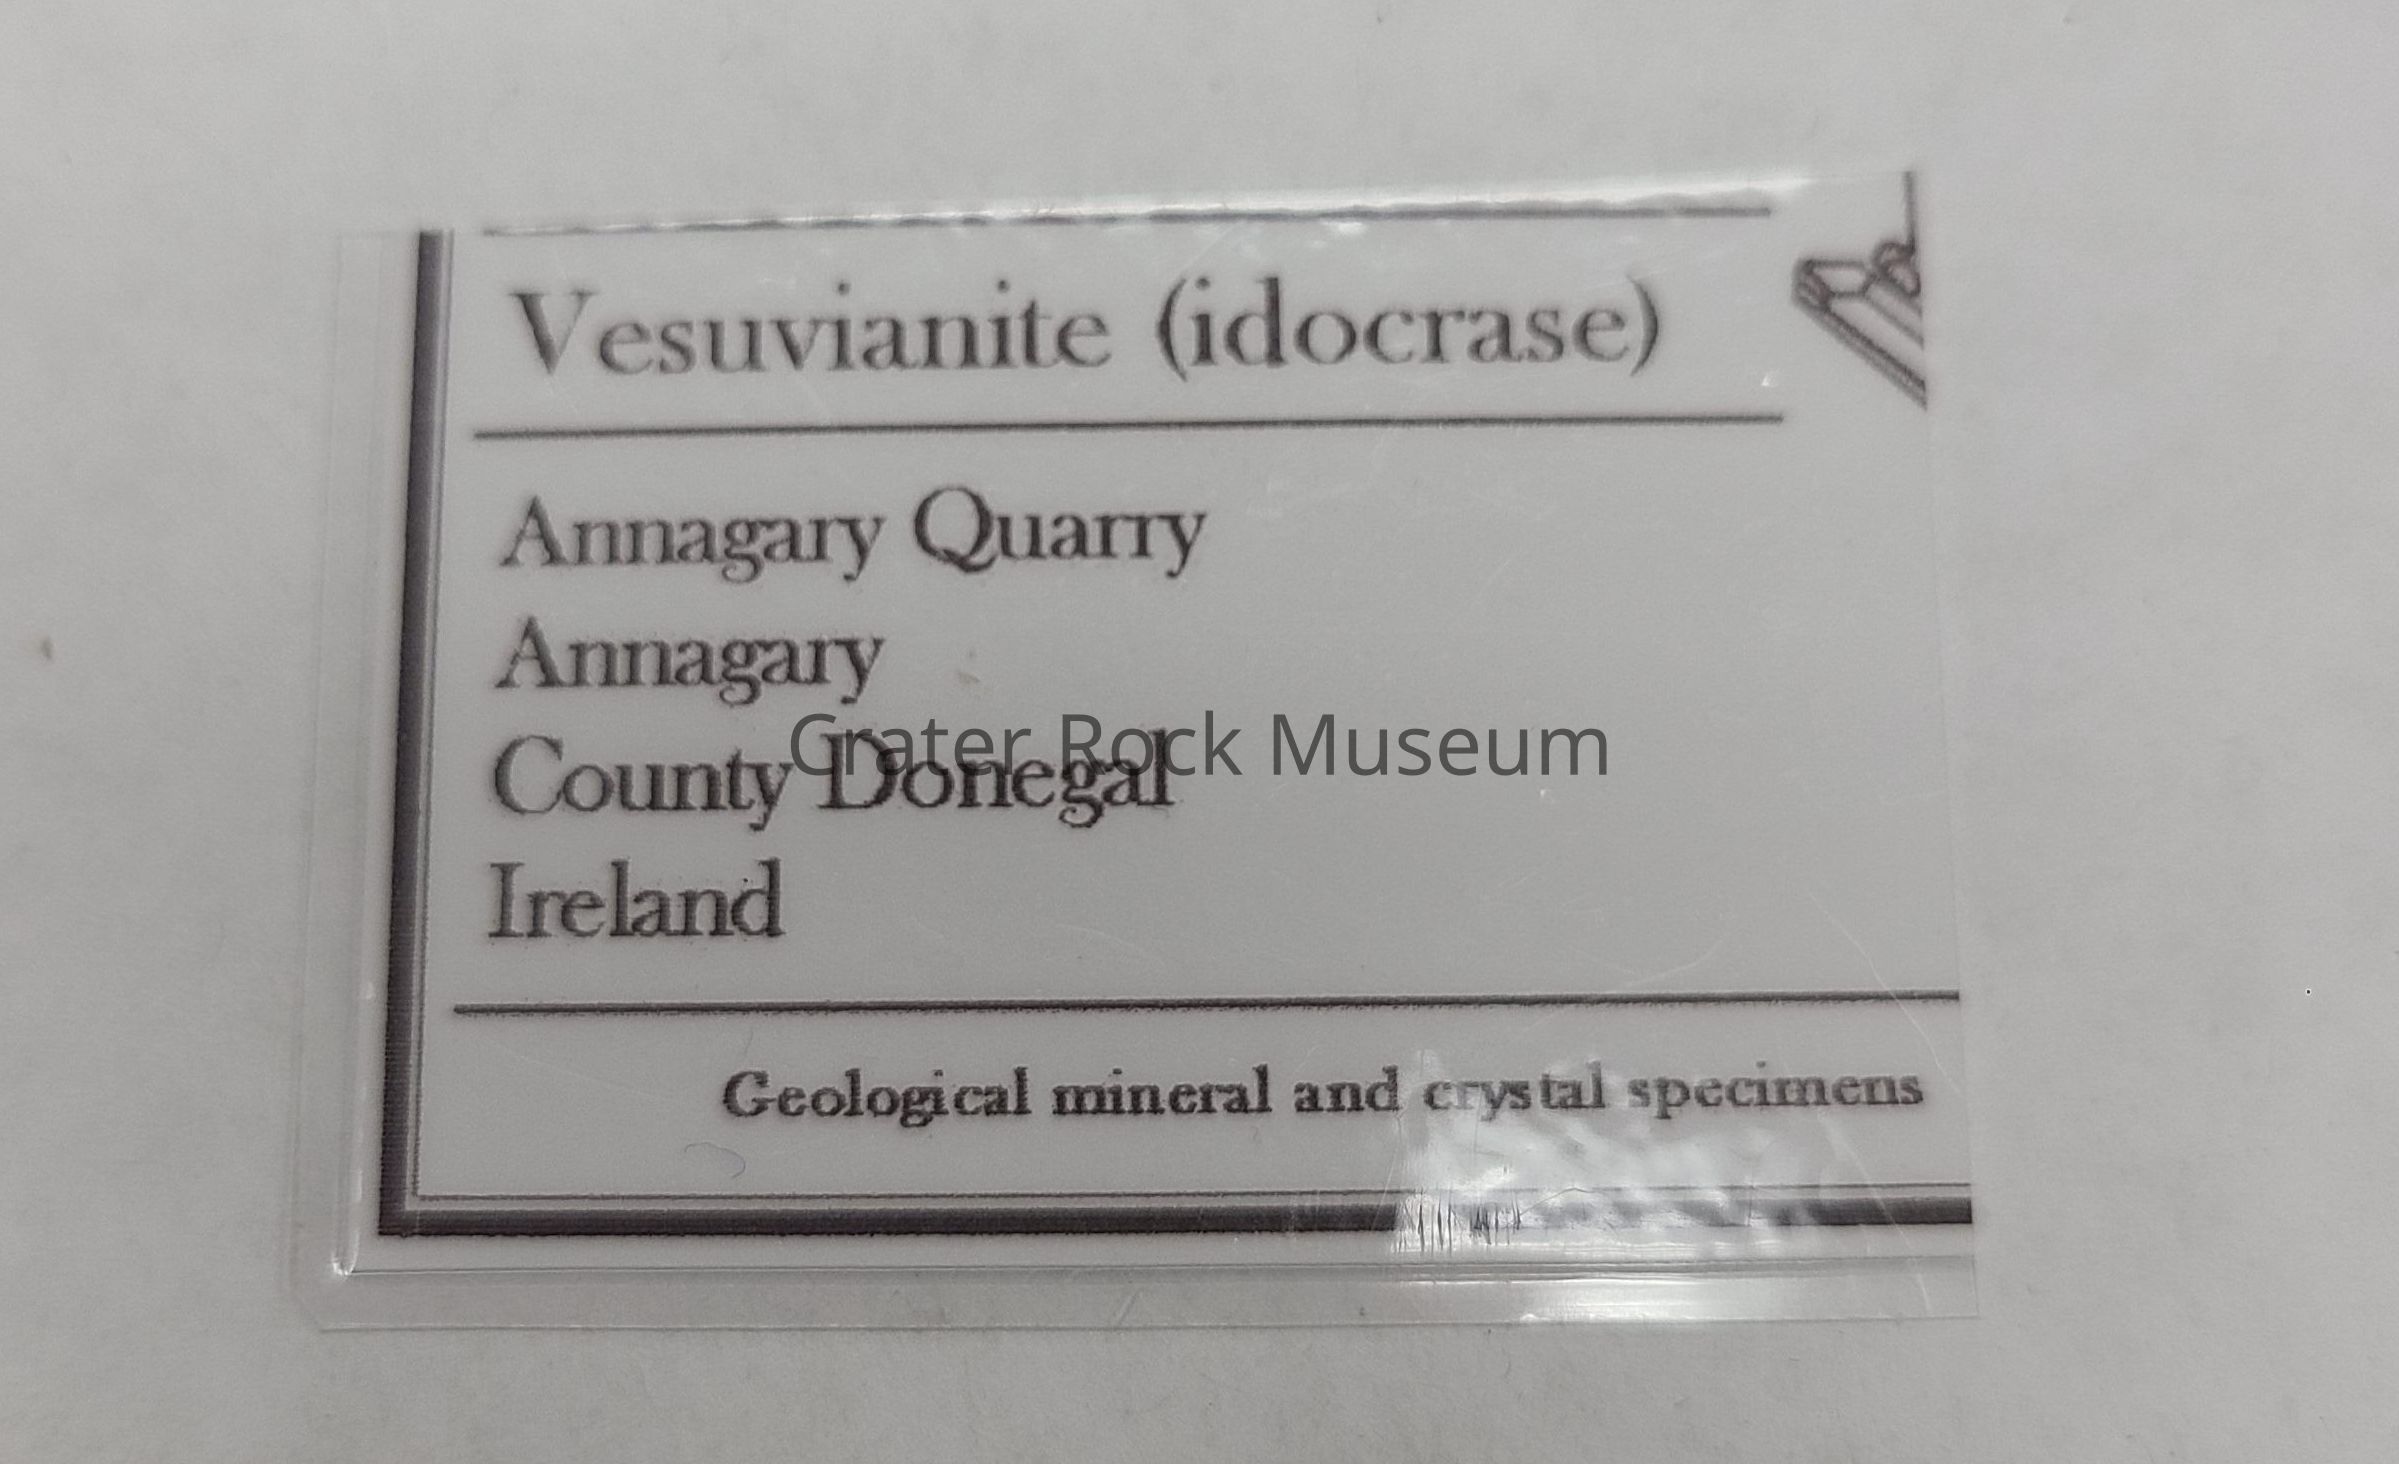 Vesuvianite (idocrase)
Annagary Quarry
Annagary
County Donegal
Crater Rock Museum
Ireland
Geological mineral and crystal specimens